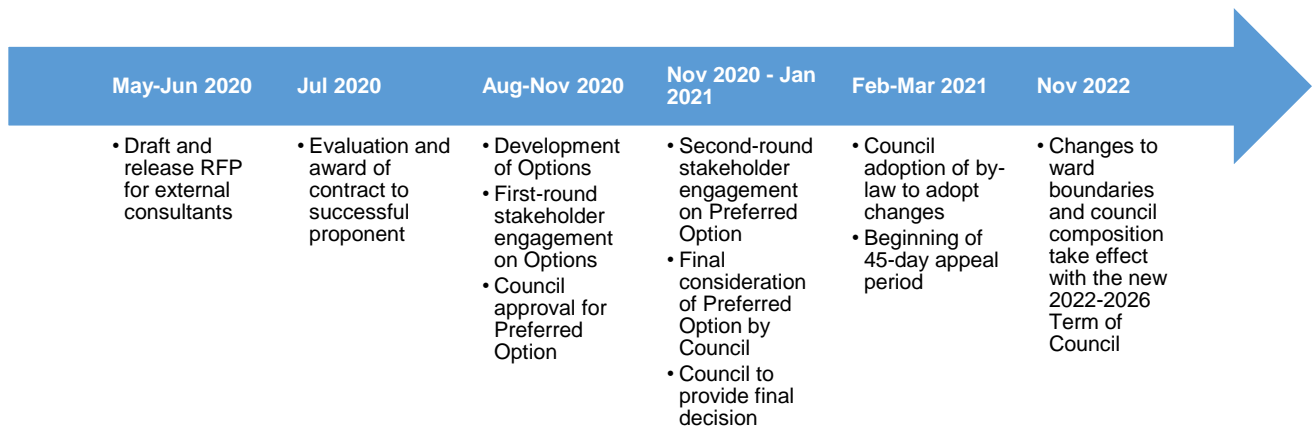 May-Jun 2020
• Draft and
release RFP
for external
consultants
Jul 2020
• Evaluation and
award of
contract to
successful
proponent
Aug-Nov 2020
• Development
of Options
• First-round
stakeholder
engagement
on Options
• Council
approval for
Preferred
Option
Nov 2020 - Jan
2021
• Second-round
stakeholder
engagement
on Preferred
Option
• Final
consideration
of Preferred
Option by
Council
• Council to
provide final
decision
Feb-Mar 2021
• Council
adoption of by-
law to adopt
changes
• Beginning of
45-day appeal
period
Nov 2022
• Changes to
ward
boundaries
and council
composition
take effect
with the new
2022-2026
Term of
Council